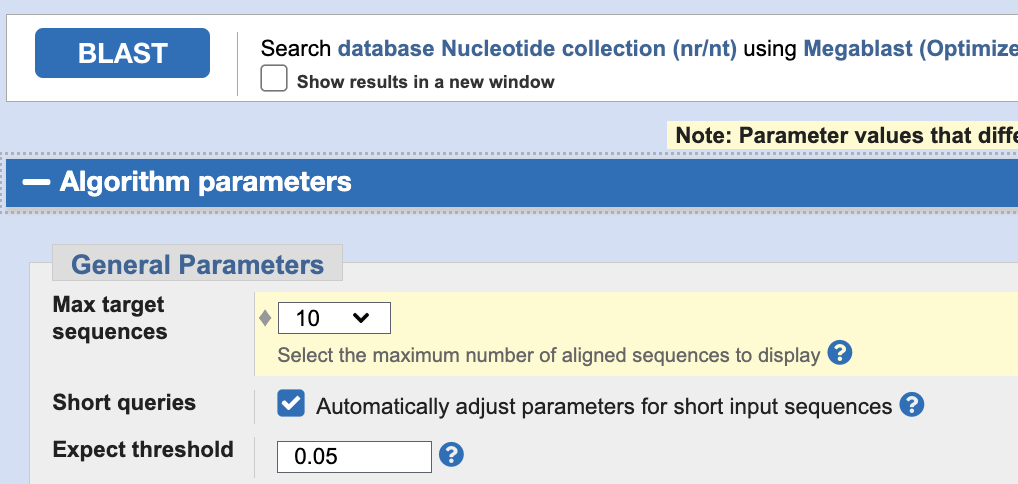 BLAST
Search database Nucleotide collection (nr/nt) using Megablast (Optimize
Show results in a new window
Note: Parameter values that diffe
Algorithm parameters
General Parameters
Max target
sequences
10
Select the maximum number of aligned sequences to display ?
Short queries
Automatically adjust parameters for short input sequences ?
Expect threshold
0.05 ?